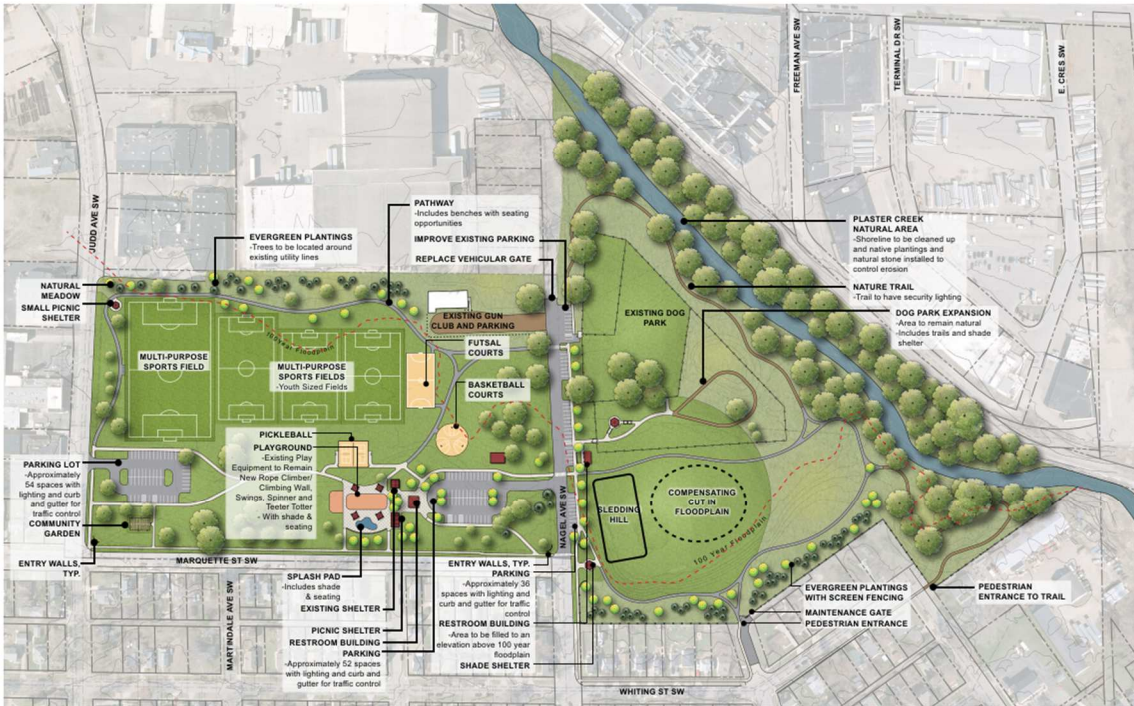 JUDD AVE SW
FREEMAN AVE SW
TERMINAL DR SW
E. CRES SW
EVERGREEN PLANTINGS
-Trees to be located around
existing utility lines
PATHWAY
-Includes benches with seating
opportunities
IMPROVE EXISTING PARKING
REPLACE VEHICULAR GATE
NATURAL
MEADOW
SMALL PICNIC
SHELTER
EXISTING GUN
CLUB AND PARKING
100 Year Floodplain
MULTI-PURPOSE
SPORTS FIELD
MULTI-PURPOSE
SPORTS FIELDS
-Youth Sized Fields
FUTSAL
COURTS
BASKETBALL
COURTS
EXISTING DOG
PARK
PLASTER CREEK
NATURAL AREA
-Shoreline to be cleaned up
and native plantings and
natural stone installed to
control erosion
NATURE TRAIL
-Trail to have security lighting
DOG PARK EXPANSION
-Area to remain natural
-Includes trails and shade
shelter
PICKLEBALL
PLAYGROUND
-Existing Play
Equipment to Remain
New Rope Climber/
Climbing Wall,
Swings, Spinner and
Teeter Totter
- With shade &
seating
PARKING LOT
-Approximately
54 spaces with
lighting and curb
and gutter for
traffic control
COMMUNITY
GARDEN
ENTRY WALLS,
TYP.
MARQUETTE ST SW
MARTINDALE AVE SW
NAGEL AVE SW
SLEDDING
HILL
COMPENSATING
CUT IN
FLOODPLAIN
100 Year Floodplain
SPLASH PAD
-Includes shade
& seating
EXISTING SHELTER
PICNIC SHELTER
RESTROOM BUILDING
PARKING
-Approximately 52 spaces
with lighting and curb and
gutter for traffic control
ENTRY WALLS, TYP.
PARKING
-Approximately 36
spaces with lighting and
curb and gutter for traffic
control
RESTROOM BUILDING
-Area to be filled to an
elevation above 100 year
floodplain
SHADE SHELTER
EVERGREEN PLANTINGS
WITH SCREEN FENCING
MAINTENANCE GATE
PEDESTRIAN ENTRANCE
PEDESTRIAN
ENTRANCE TO TRAIL
WHITING ST SW